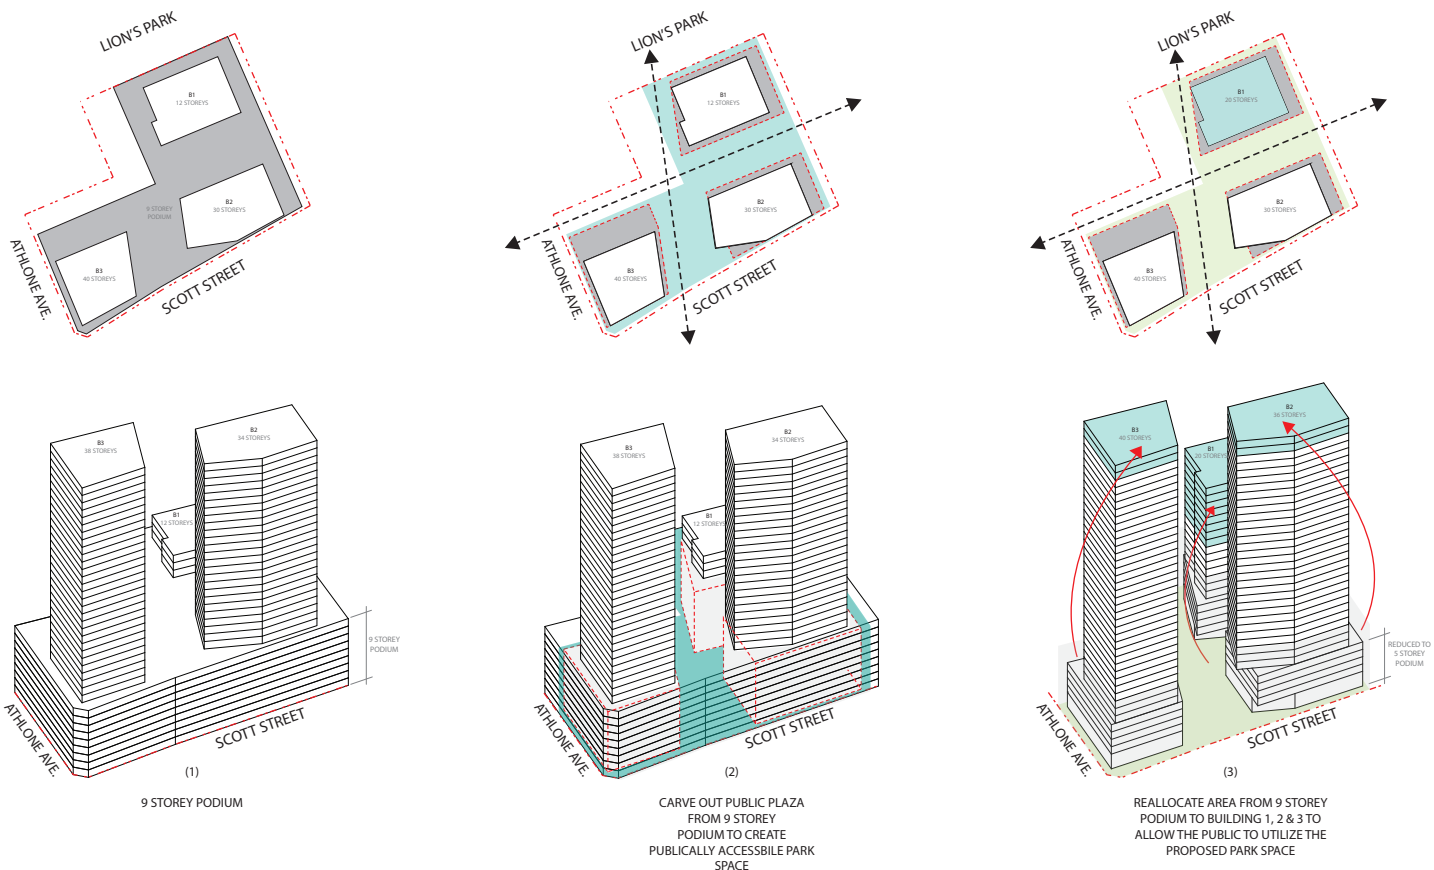 LION'S PARK
B1
12 STOREYS
B2
30 STOREYS
9 STOREY
PODIUM
B3
40 STOREYS
ATHLONE AVE.
SCOTT STREET
LION'S PARK
B1
12 STOREYS
B2
30 STOREYS
B3
40 STOREYS
ATHLONE AVE.
SCOTT STREET
LION'S PARK
B1
20 STOREYS
B2
30 STOREYS
B3
40 STOREYS
ATHLONE AVE.
SCOTT STREET
B3
38 STOREYS
B2
34 STOREYS
B1
12 STOREYS
9 STOREY
PODIUM
ATHLONE AVE.
SCOTT STREET
(1)
9 STOREY PODIUM
B3
38 STOREYS
B2
34 STOREYS
B1
12 STOREYS
ATHLONE AVE.
SCOTT STREET
(2)
CARVE OUT PUBLIC PLAZA
FROM 9 STOREY
PODIUM TO CREATE
PUBLICALLY ACCESSBILE PARK
SPACE
B3
40 STOREYS
B2
36 STOREYS
B1
20 STOREYS
REDUCED TO
5 STOREY
PODIUM
ATHLONE AVE.
SCOTT STREET
(3)
REALLOCATE AREA FROM 9 STOREY
PODIUM TO BUILDING 1, 2 & 3 TO
ALLOW THE PUBLIC TO UTILIZE THE
PROPOSED PARK SPACE